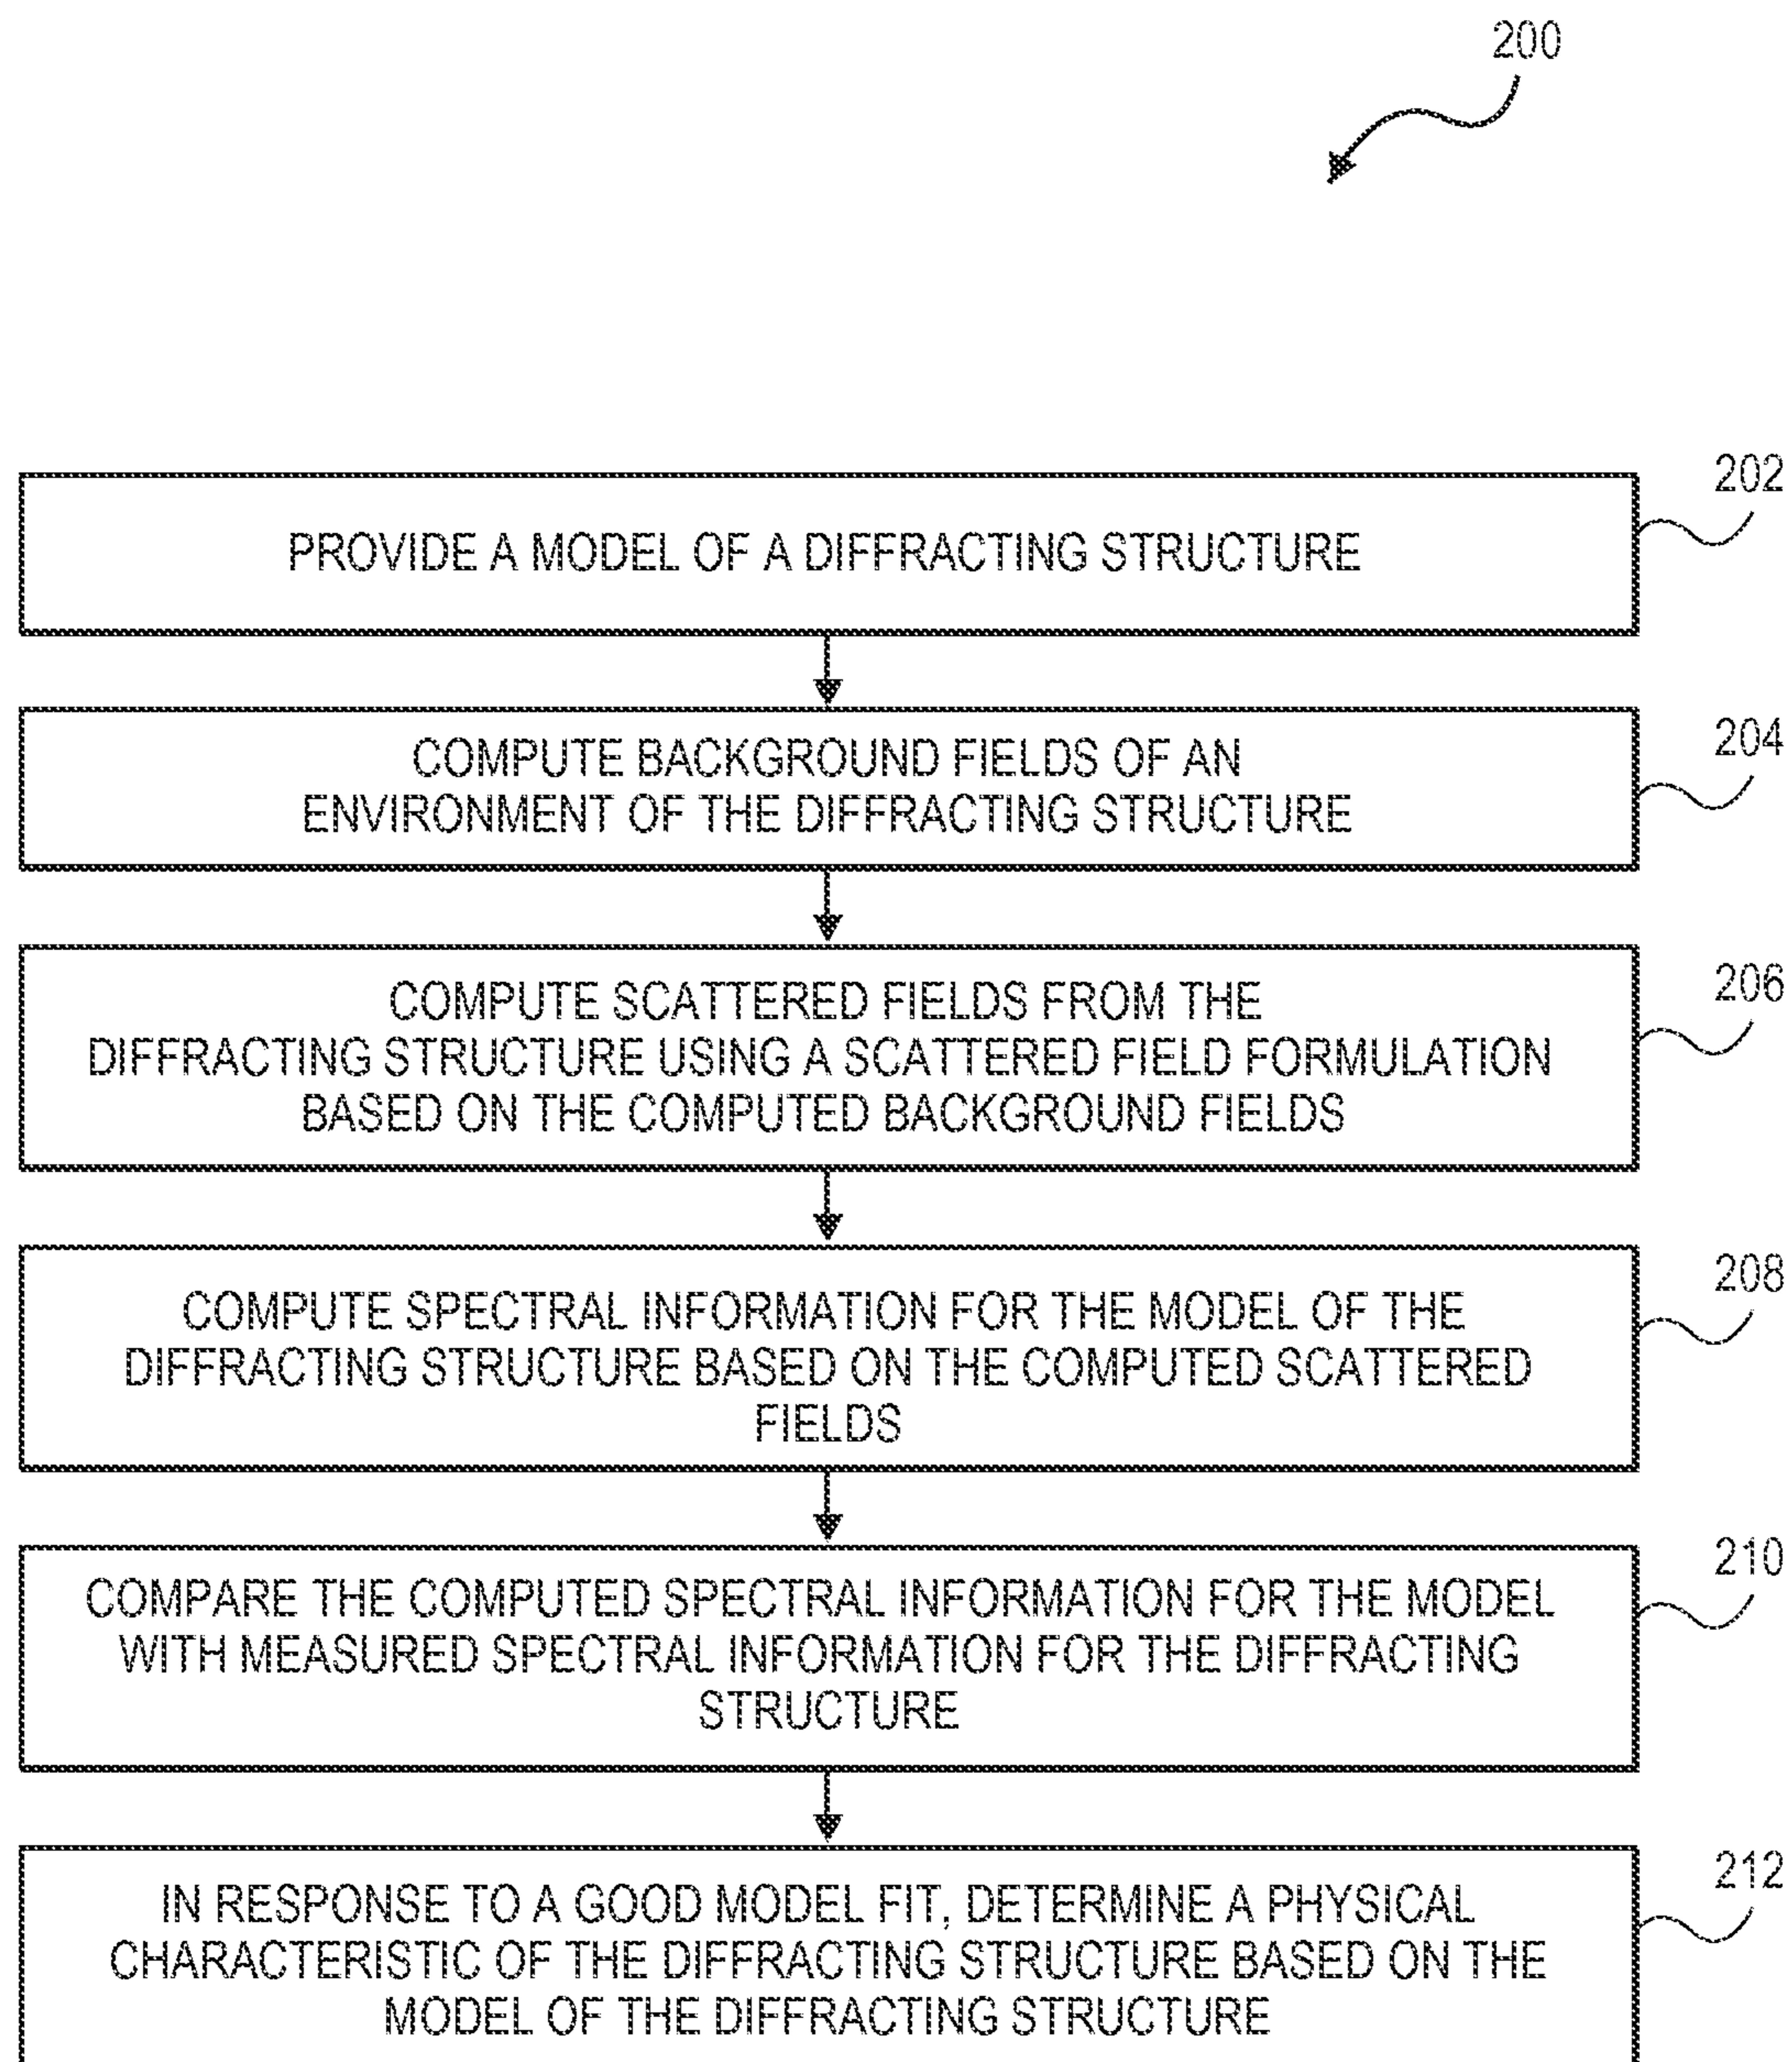 200
202
PROVIDE A MODEL OF A DIFFRACTING STRUCTURE
204
COMPUTE BACKGROUND FIELDS OF AN
ENVIRONMENT OF THE DIFFRACTING STRUCTURE
206
COMPUTE SCATTERED FIELDS FROM THE
DIFFRACTING STRUCTURE USING A SCATTERED FIELD FORMULATION
BASED ON THE COMPUTED BACKGROUND FIELDS
208
COMPUTE SPECTRAL INFORMATION FOR THE MODEL OF THE
DIFFRACTING STRUCTURE BASED ON THE COMPUTED SCATTERED
FIELDS
210
COMPARE THE COMPUTED SPECTRAL INFORMATION FOR THE MODEL
WITH MEASURED SPECTRAL INFORMATION FOR THE DIFFRACTING
STRUCTURE
212
IN RESPONSE TO A GOOD MODEL FIT, DETERMINE A PHYSICAL
CHARACTERISTIC OF THE DIFFRACTING STRUCTURE BASED ON THE
MODEL OF THE DIFFRACTING STRUCTURE